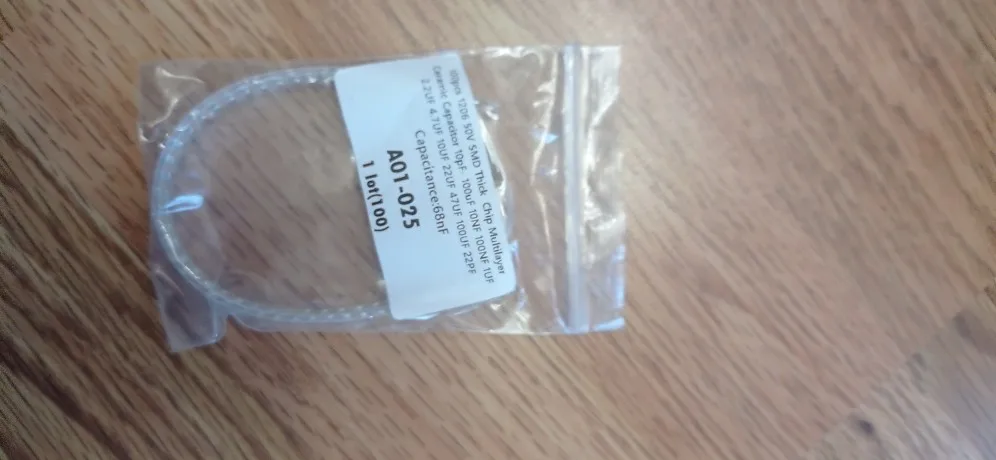 100pcs 1206 50V SMD Thick Chip Multilayer
Ceramic Capacitor 10pF 100uF 10NF 100NF 1UF
2.2UF 4.7UF 10UF 22UF 47UF 100UF 22PF
Capacitance:68nF
A01-025
1 lot(100)